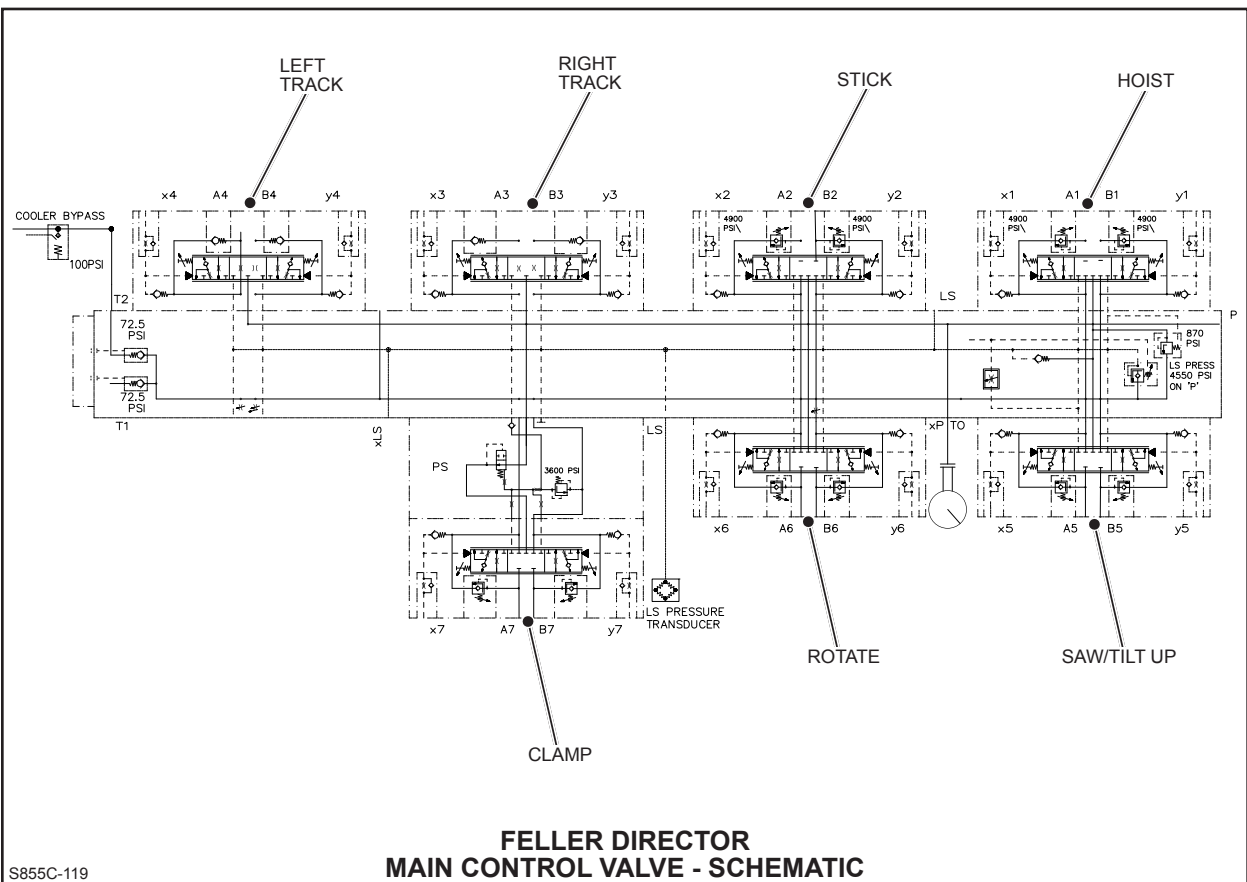 LEFT
TRACK
RIGHT
TRACK
STICK
HOIST
x4 A4 B4 y4
x3 A3 B3 y3
x2 A2 B2 y2
x1 A1 B1 y1
COOLER BYPASS
100PSI
4900
PSI\
4900
PSI\
4900
PSI\
4900
PSI\
T2
LS
P
72.5
PSI
72.5
PSI
870
PSI
LS PRESS
4550 PSI
ON 'P'
T1
xLS
LS
xP TO
PS
3600 PSI
x6 A6 B6 y6
x5 A5 B5 y5
LS PRESSURE
TRANSDUCER
x7 A7 B7 y7
ROTATE
SAW/TILT UP
CLAMP
FELLER DIRECTOR
MAIN CONTROL VALVE - SCHEMATIC
S855C-119